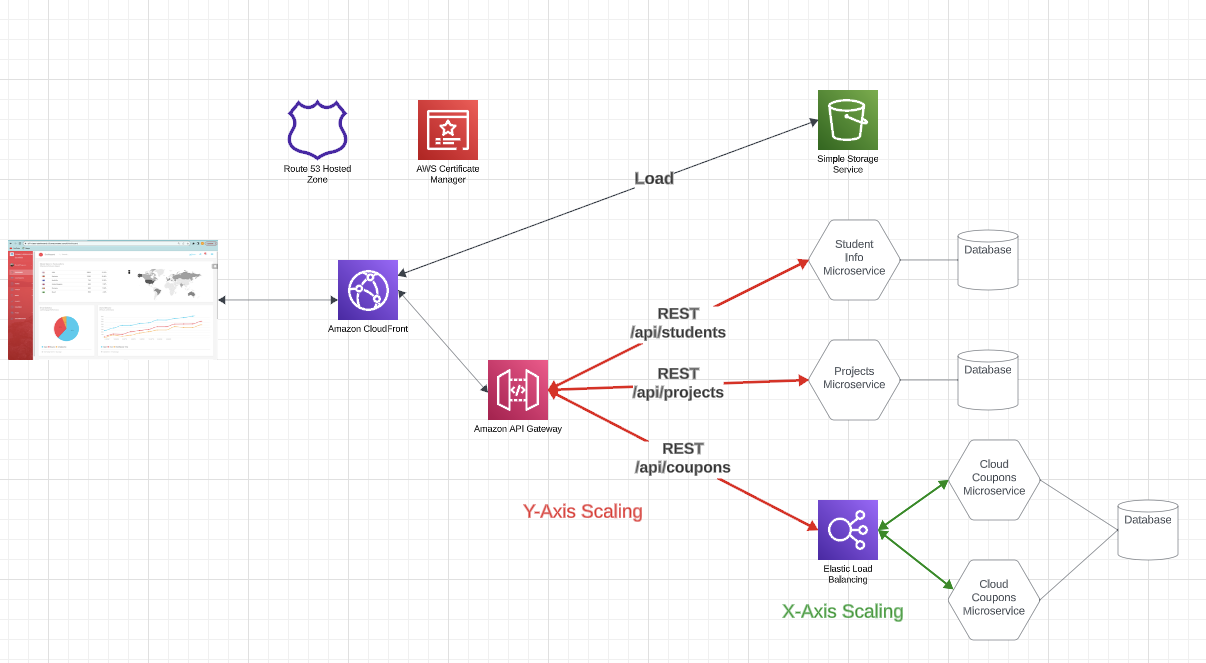 Route 53 Hosted
Zone
AWS Certificate
Manager
Simple Storage
Service
Load
Student
Info
Microservice
Database
Amazon CloudFront
REST
/api/students
Projects
Microservice
Database
REST
/api/projects
Amazon API Gateway
REST
/api/coupons
Cloud
Coupons
Microservice
Y-Axis Scaling
Database
Elastic Load
Balancing
Cloud
Coupons
Microservice
X-Axis Scaling